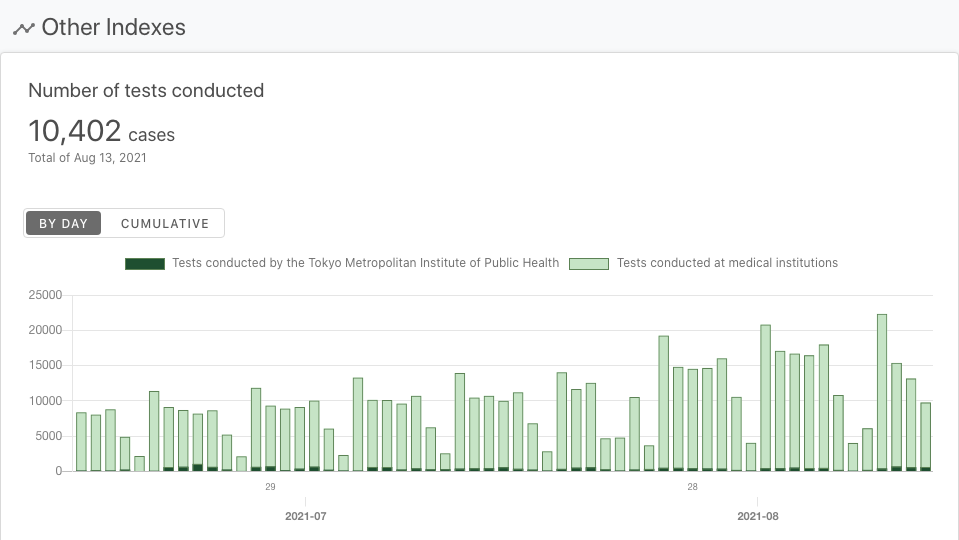 Other Indexes
Number of tests conducted
10,402 cases
Total of Aug 13, 2021
BY DAY CUMULATIVE
Tests conducted by the Tokyo Metropolitan Institute of Public Health Tests conducted at medical institutions
25000
20000
15000
10000
5000
0
29 28
2021-07 2021-08